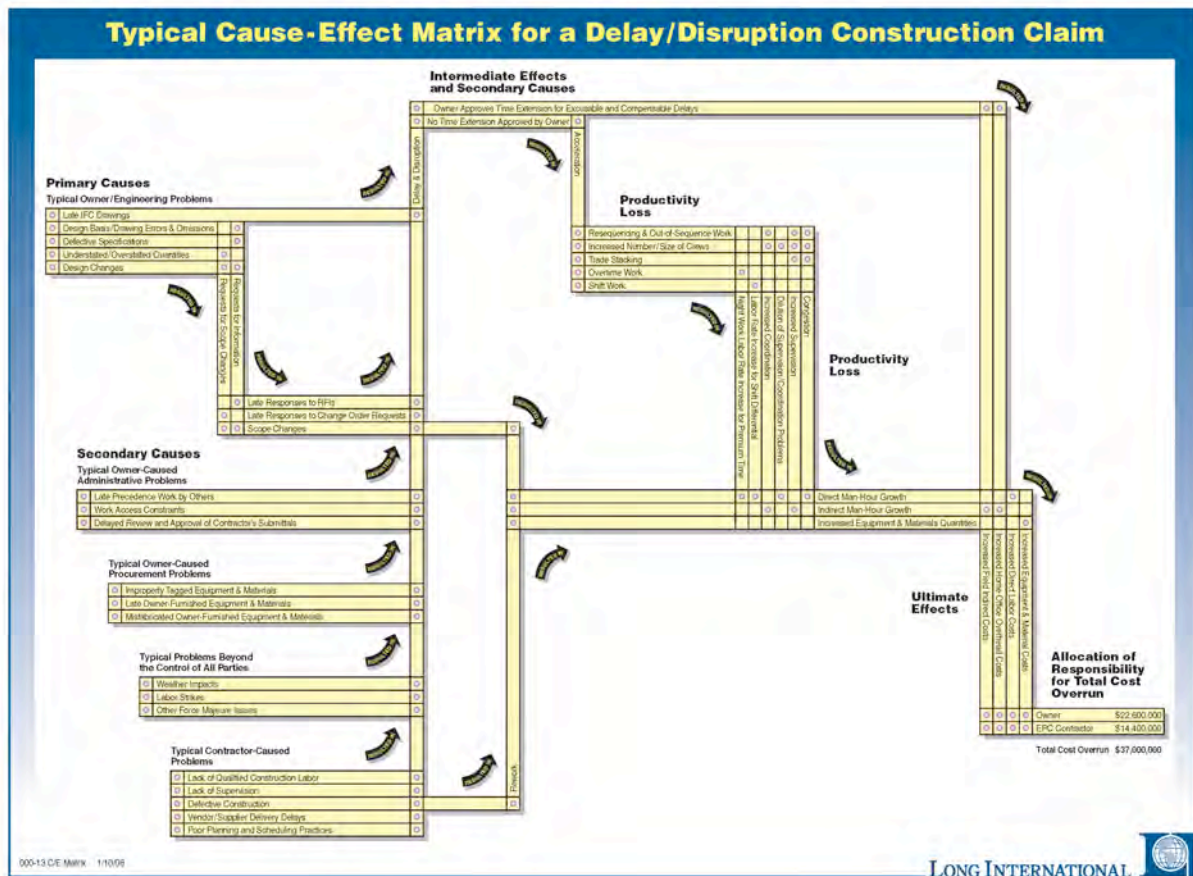 Typical Cause-Effect Matrix for a Delay/Disruption Construction Claim
Intermediate Effects
and Secondary Causes
Owner Approves Time Extension for Excusable and Compensable Delays
No Time Extension Approved by Owner
Delay & Disruption
Acceleration
Primary Causes
Typical Owner/Engineering Problems
Late IFC Drawings
Design Basis/Drawing Errors & Omissions
Defective Specifications
Understated/Overstated Quantities
Design Changes
Requests for Scope Changes
Requests for Information
Productivity
Loss
Resequencing & Out-of-Sequence Work
Increased Number/Size of Crews
Trade Stacking
Overtime Work
Shift Work
Night Work Labor Rate Increase for Premium Time
Labor Rate Increase for Shift Differential
Increased Coordination
Dilution of Supervision/Coordination Problems
Increased Supervision
Congestion
Productivity
Loss
Late Responses to RFIs
Late Responses to Change Order Requests
Scope Changes
Secondary Causes
Typical Owner-Caused
Administrative Problems
Late Precedence Work by Others
Work Access Constraints
Delayed Review and Approval of Contractor's Submittals
Direct Man-Hour Growth
Indirect Man-Hour Growth
Increased Equipment & Materials Quantities
Typical Owner-Caused
Procurement Problems
Improperly Tagged Equipment & Materials
Late Owner-Furnished Equipment & Materials
Misfabricated Owner-Furnished Equipment & Materials
Ultimate
Effects
Increased Field Indirect Costs
Increased Home Office Overhead Costs
Increased Direct Labor Costs
Increased Equipment & Material Costs
Typical Problems Beyond
the Control of All Parties
Weather Impacts
Labor Strikes
Other Force Majeure Issues
Allocation of
Responsibility
for Total Cost
Overrun
Owner $22,600,000
EPC Contractor $14,400,000
Total Cost Overrun $37,000,000
Typical Contractor-Caused
Problems
Lack of Qualified Construction Labor
Lack of Supervision
Defective Construction
Vendor/Supplier Delivery Delays
Poor Planning and Scheduling Practices
Rework
000-13 C/E Matrix 1/10/06
LONG INTERNATIONAL